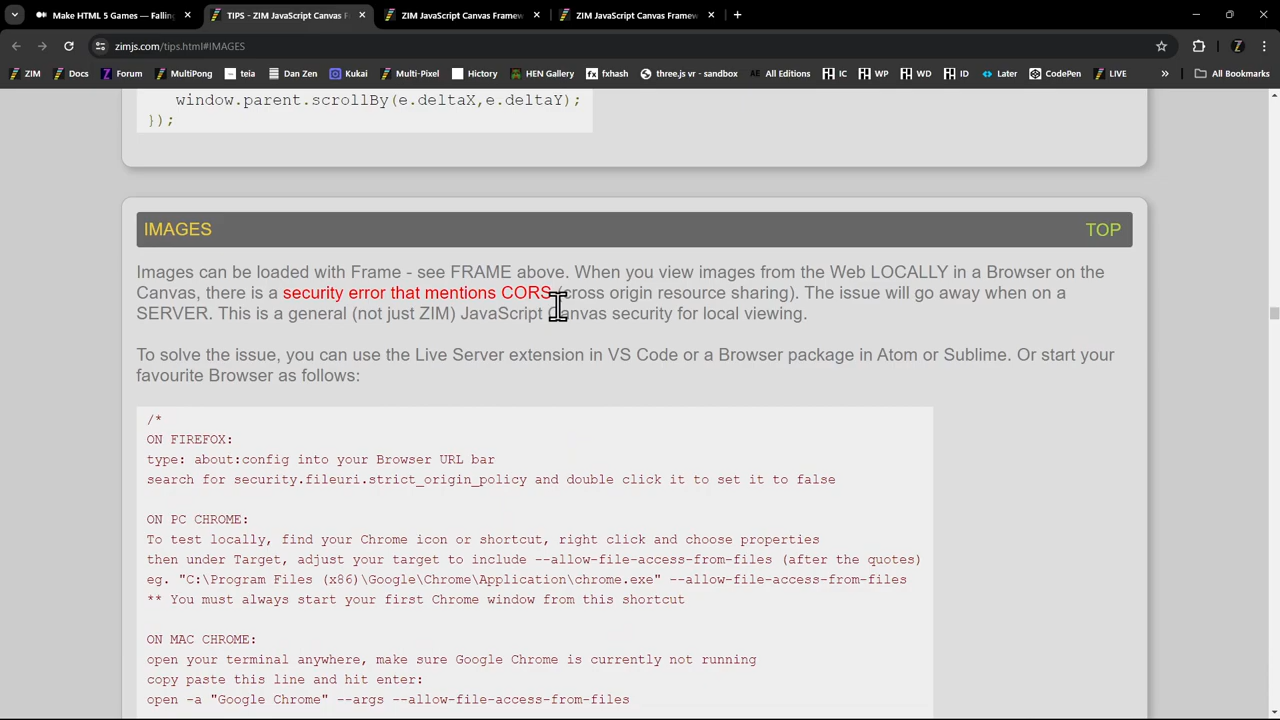 Make HTML 5 Games — Falling
TIPS - ZIM JavaScript Canvas F
ZIM JavaScript Canvas Framew
ZIM JavaScript Canvas Framew
zimjs.com/tips.html#IMAGES
ZIM
Docs
Forum
MultiPong
teia
Dan Zen
Kukai
Multi-Pixel
Hictory
HEN Gallery
fxhash
three.js vr - sandbox
All Editions
IC
WP
WD
ID
Later
CodePen
LIVE
»
All Bookmarks
window.parent.scrollBy(e.deltaX,e.deltaY);
});
IMAGES
TOP
Images can be loaded with Frame - see FRAME above. When you view images from the Web LOCALLY in a Browser on the
Canvas, there is a security error that mentions CORS (cross origin resource sharing). The issue will go away when on a
SERVER. This is a general (not just ZIM) JavaScript Canvas security for local viewing.
To solve the issue, you can use the Live Server extension in VS Code or a Browser package in Atom or Sublime. Or start your
favourite Browser as follows:
/*
ON FIREFOX:
type: about:config into your Browser URL bar
search for security.fileuri.strict_origin_policy and double click it to set it to false
ON PC CHROME:
To test locally, find your Chrome icon or shortcut, right click and choose properties
then under Target, adjust your target to include --allow-file-access-from-files (after the quotes)
eg. "C:\Program Files (x86)\Google\Chrome\Application\chrome.exe" --allow-file-access-from-files
** You must always start your first Chrome window from this shortcut
ON MAC CHROME:
open your terminal anywhere, make sure Google Chrome is currently not running
copy paste this line and hit enter:
open -a "Google Chrome" --args --allow-file-access-from-files